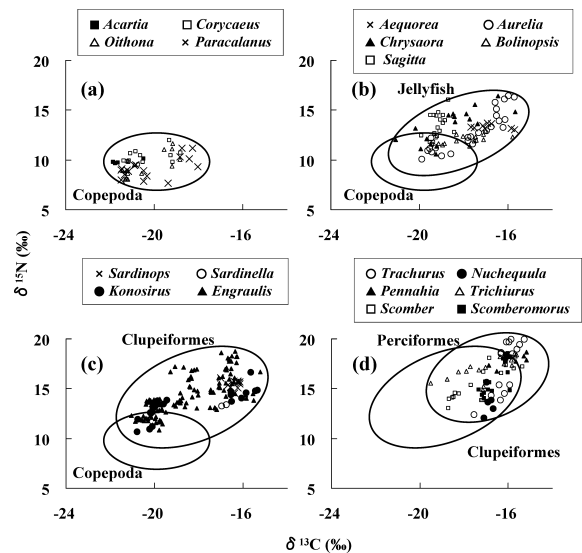 Acartia Corycaeus
Oithona Paracalanus
Aequorea Aurelia
Chrysaora Bolinopsis
Sagitta
20
15
10
5
(a)
Copepoda
-24 -20 -16
20
15
10
5
(b)
Jellyfish
Copepoda
-24 -20 -16
δ 15N (‰)
Sardinops Sardinella
Konosirus Engraulis
Trachurus Nuchequula
Pennahia Trichiurus
Scomber Scomberomorus
20
15
10
5
(c)
Clupeiformes
Copepoda
-24 -20 -16
20
15
10
5
(d)
Perciformes
Clupeiformes
-24 -20 -16
δ 13C (‰)